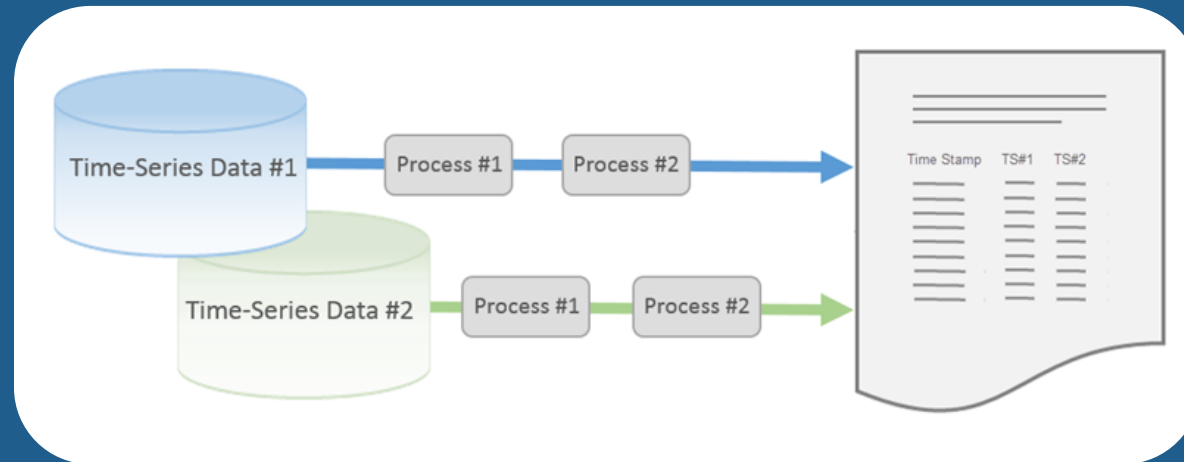 Time-Series Data #1
Process #1
Process #2
Time-Series Data #2
Process #1
Process #2
Time Stamp TS#1 TS#2